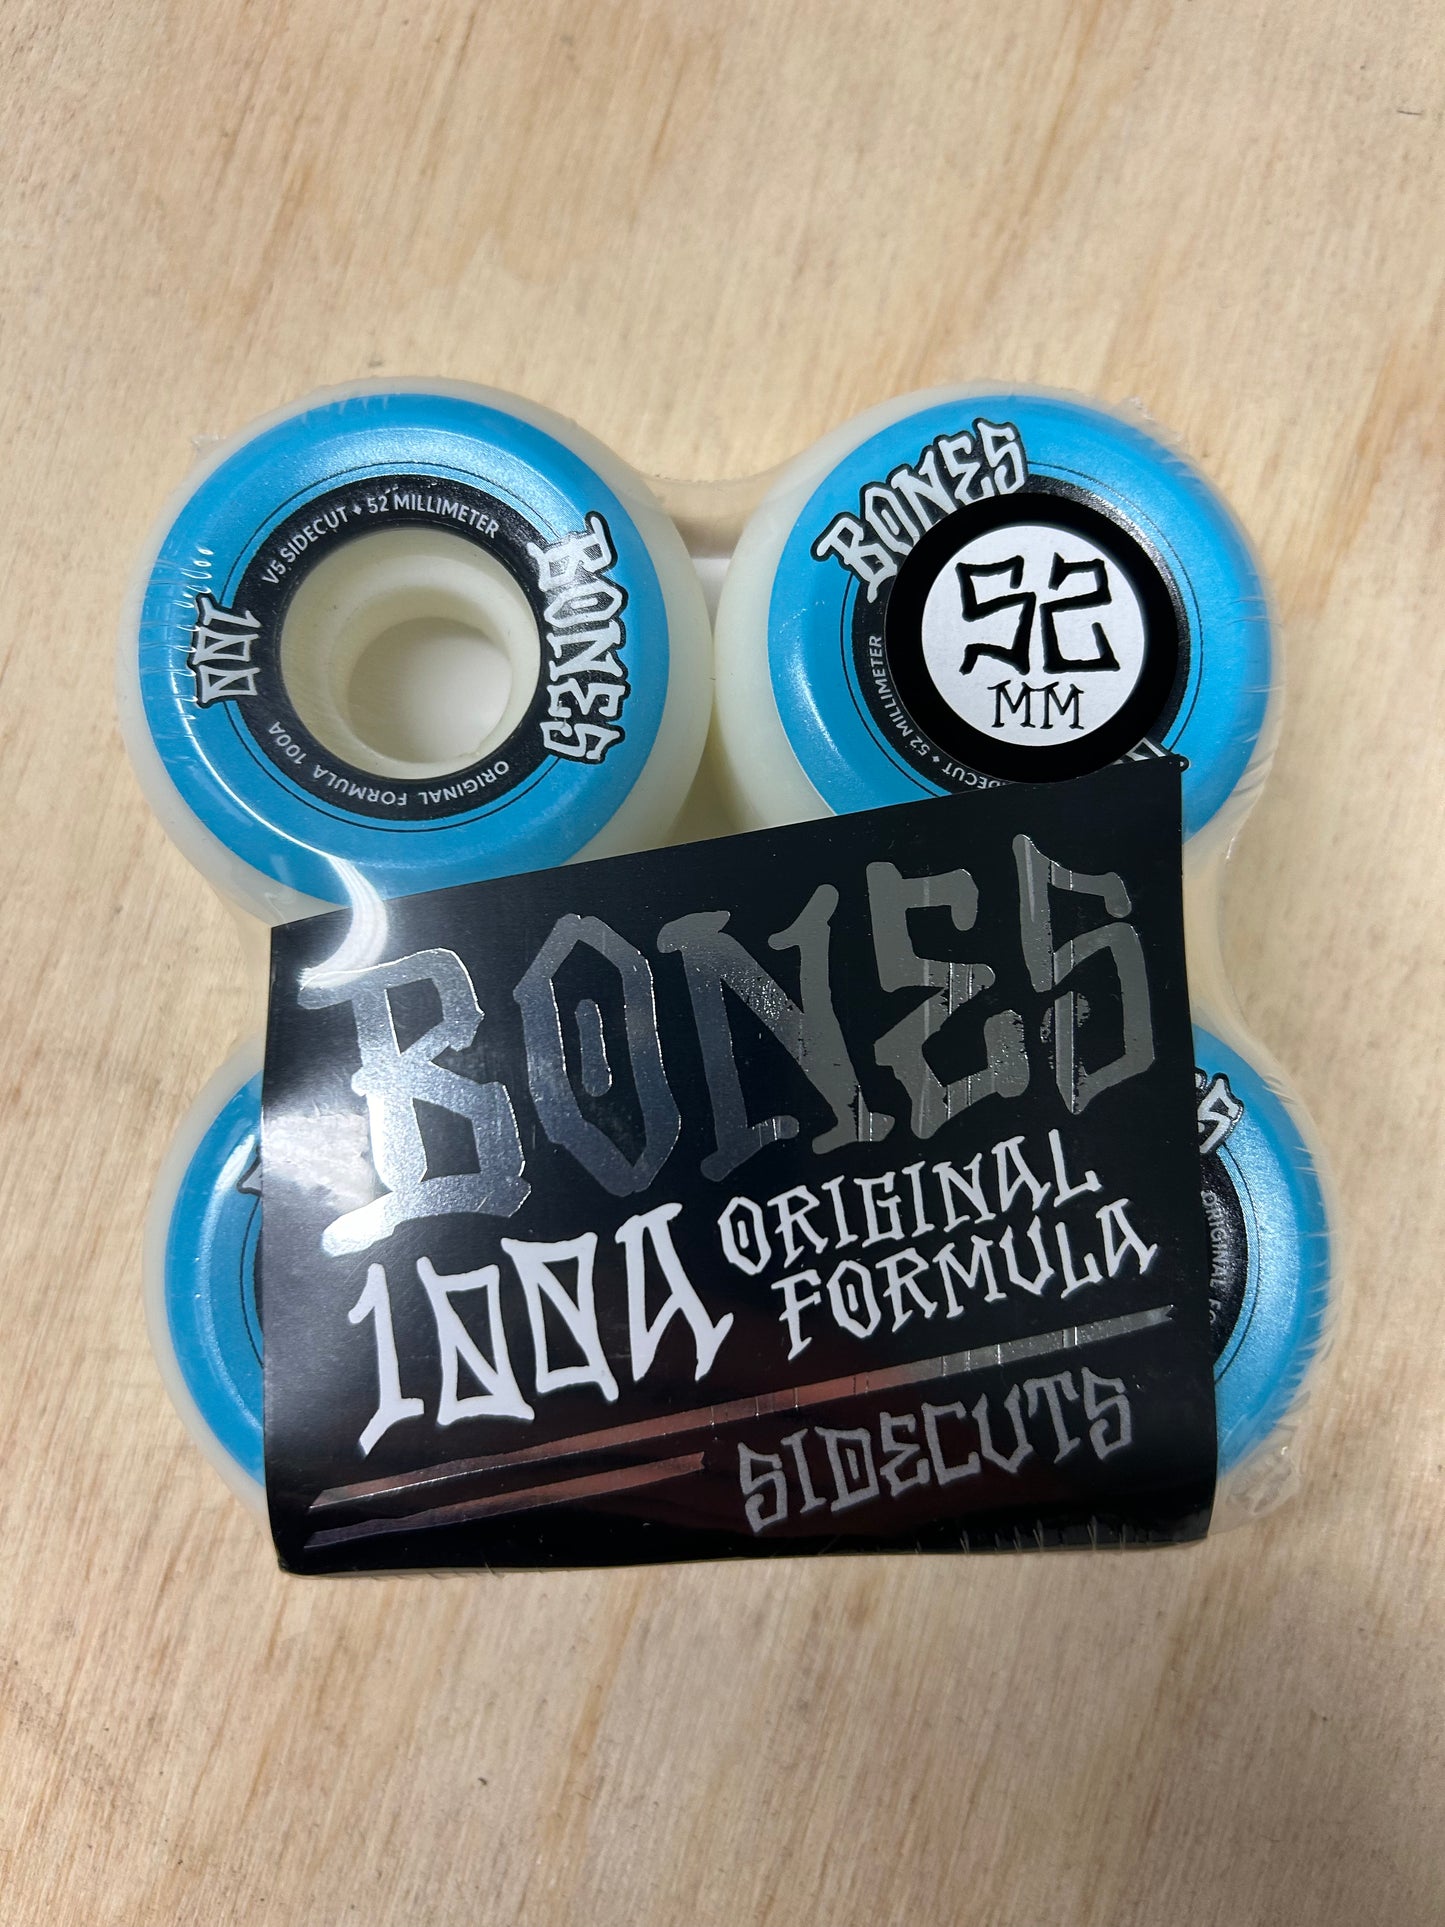 V5 SIDECUT ♦ 52 MILLIMETER
BONES
100
ORIGINAL FORMULA 100A
BONES
52
MM
52 MILLIMETER
BONES
100A ORIGINAL
FORMULA
SIDECUTS
ORIGINAL